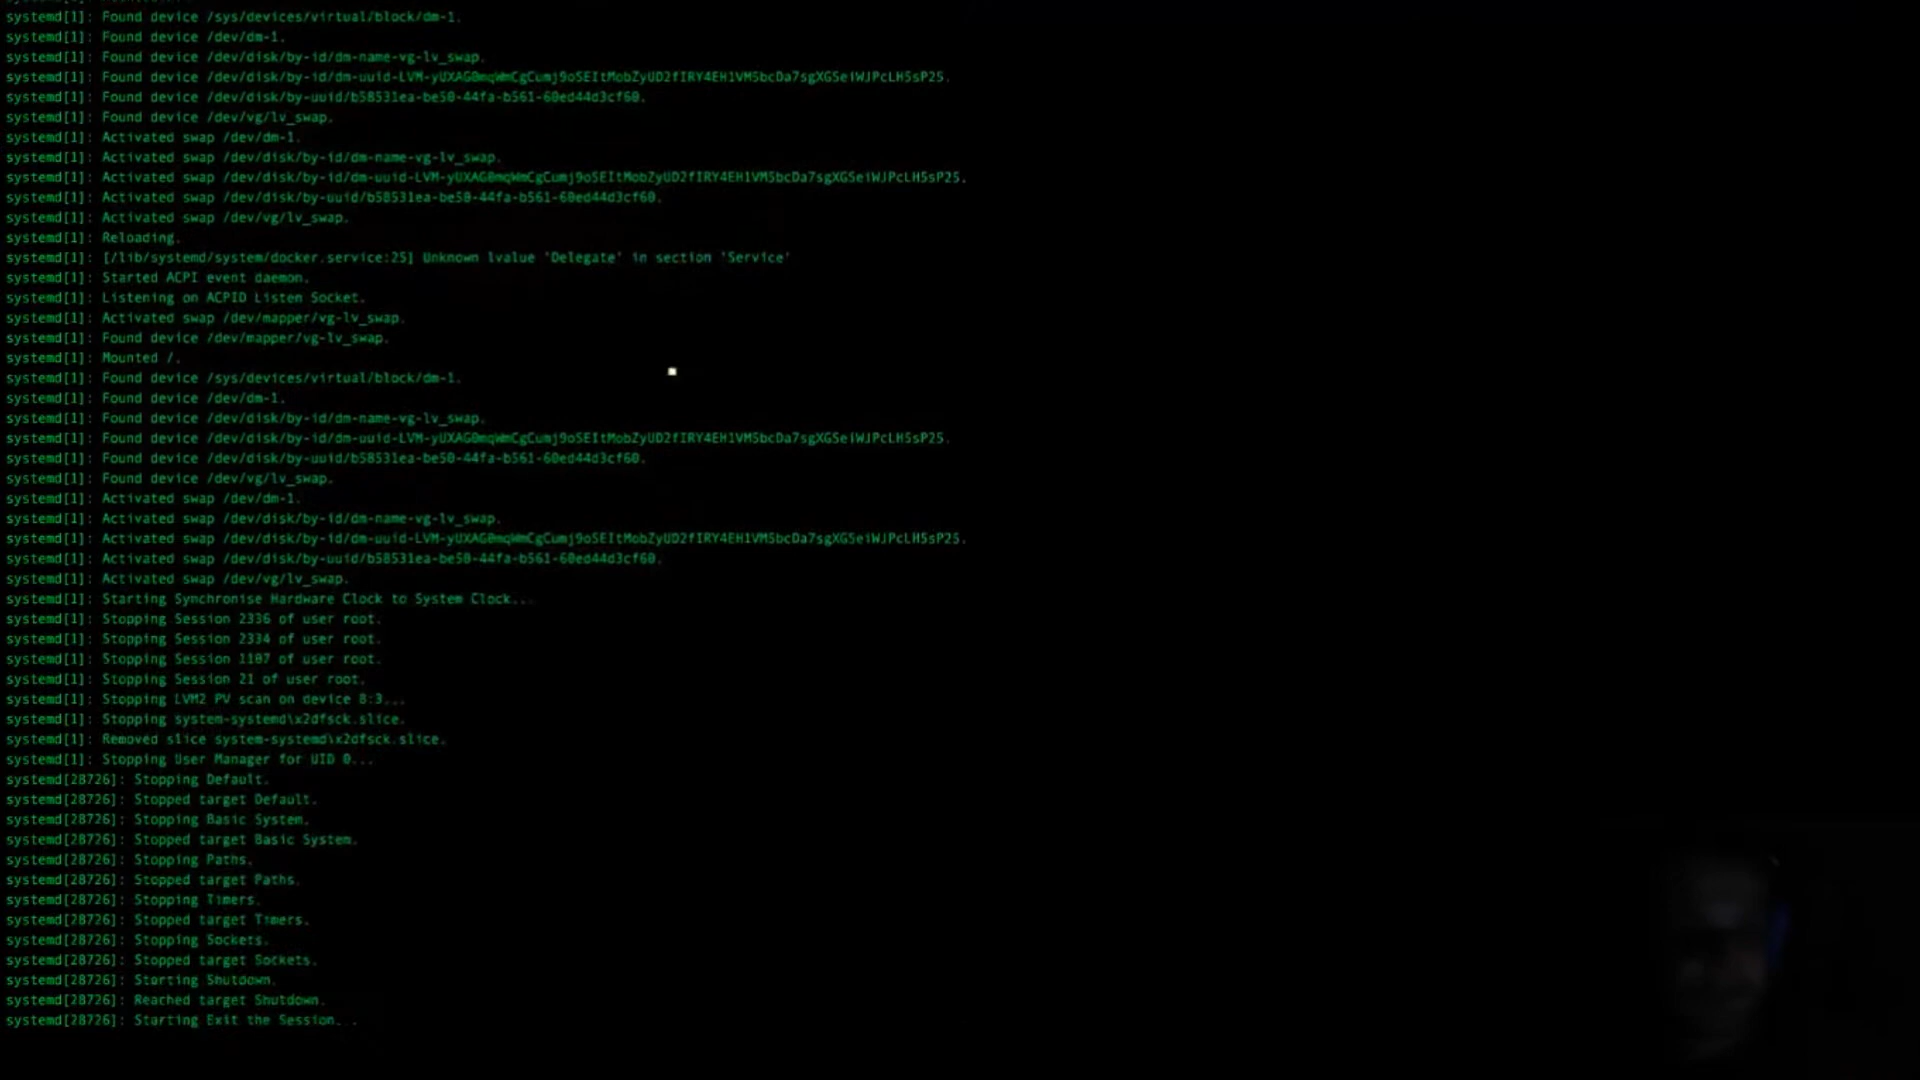 systemd[1]: Found device /sys/devices/virtual/block/dm-1.
systemd[1]: Found device /dev/dm-1.
systemd[1]: Found device /dev/disk/by-id/dm-name-vg-lv_swap.
systemd[1]: Found device
systemd[1]: Found device /dev/disk/by-uuid/b58531ea-be50-44fa-b561-60ed44d3cf60.
systemd[1]: Found device /dev/vg/lv_swap.
systemd[1]: Activated swap /dev/dm-1.
systemd[1]: Activated swap /dev/disk/by-id/dm-name-vg-lv_swap.
systemd[1]: Activated swap
systemd[1]: Activated swap /dev/disk/by-uuid/b58531ea-be50-44fa-b561-60ed44d3cf60.
systemd[1]: Activated swap /dev/vg/lv_swap.
systemd[1]: Reloading.
systemd[1]: [/lib/systemd/system/docker.service:25] Unknown lvalue 'Delegate' in section 'Service'
systemd[1]: Started ACPI event daemon.
systemd[1]: Listening on ACPID Listen Socket.
systemd[1]: Activated swap /dev/mapper/vg-lv_swap.
systemd[1]: Found device /dev/mapper/vg-lv_swap.
systemd[1]: Mounted /.
systemd[1]: Found device /sys/devices/virtual/block/dm-1.
systemd[1]: Found device /dev/dm-1.
systemd[1]: Found device /dev/disk/by-id/dm-name-vg-lv_swap.
systemd[1]: Found device
systemd[1]: Found device /dev/disk/by-uuid/b58531ea-be50-44fa-b561-60ed44d3cf60.
systemd[1]: Found device /dev/vg/lv_swap.
systemd[1]: Activated swap /dev/dm-1.
systemd[1]: Activated swap /dev/disk/by-id/dm-name-vg-lv_swap.
systemd[1]: Activated swap
systemd[1]: Activated swap /dev/disk/by-uuid/b58531ea-be50-44fa-b561-60ed44d3cf60.
systemd[1]: Activated swap /dev/vg/lv_swap.
systemd[1]: Starting Synchronise Hardware Clock to System Clock...
systemd[1]: Stopping Session 2336 of user root.
systemd[1]: Stopping Session 2334 of user root.
systemd[1]: Stopping Session 1107 of user root.
systemd[1]: Stopping Session 21 of user root.
systemd[1]: Stopping LVM2 PV scan on device 8:3...
systemd[1]: Stopping system-systemd\x2dfsck.slice.
systemd[1]: Removed slice system-systemd\x2dfsck.slice.
systemd[1]: Stopping User Manager for UID 0...
systemd[28726]: Stopping Default.
systemd[28726]: Stopped target Default.
systemd[28726]: Stopping Basic System.
systemd[28726]: Stopped target Basic System.
systemd[28726]: Stopping Paths.
systemd[28726]: Stopped target Paths.
systemd[28726]: Stopping Timers.
systemd[28726]: Stopped target Timers.
systemd[28726]: Stopping Sockets.
systemd[28726]: Stopped target Sockets.
systemd[28726]: Starting Shutdown.
systemd[28726]: Reached target Shutdown.
systemd[28726]: Starting Exit the Session...